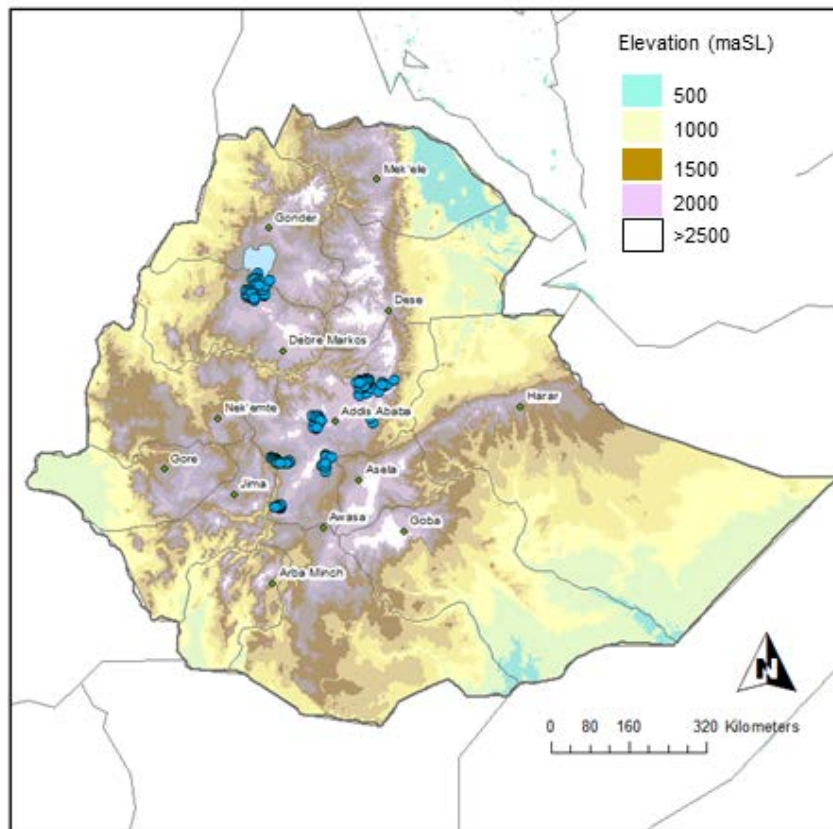 Elevation (maSL)
500
1000
1500
2000
>2500
Mek'ele
Gonder
Dese
Debre Markos
Nek'emte
Addis Ababa
Harar
Gore
Jima
Asela
Awasa
Goba
Arba Minch
N
0 80 160 320 Kilometers